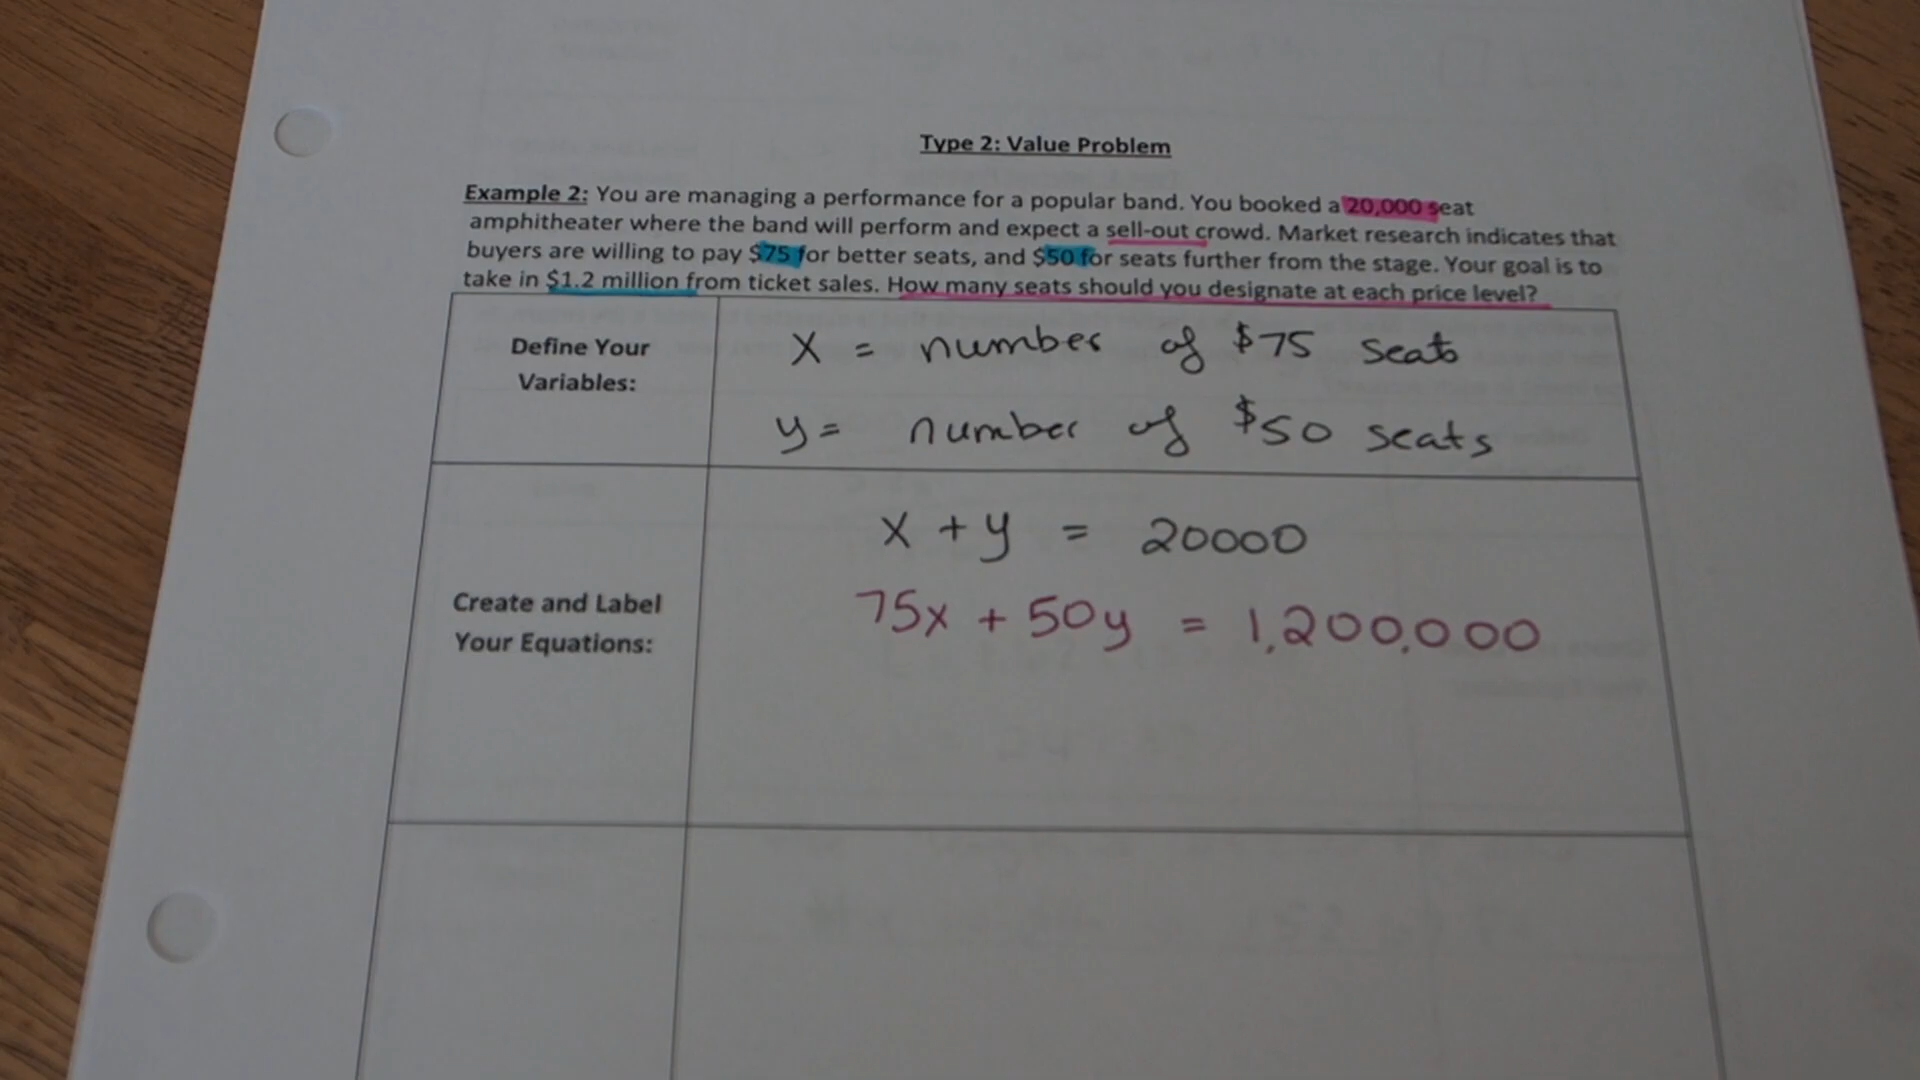 Type 2: Value Problem
Example 2: You are managing a performance for a popular band. You booked a 20,000 seat
amphitheater where the band will perform and expect a sell-out crowd. Market research indicates that
buyers are willing to pay $75 for better seats, and $50 for seats further from the stage. Your goal is to
take in $1.2 million from ticket sales. How many seats should you designate at each price level?
Define Your
Variables:
x = number of $75 seats
y = number of $50 seats
Create and Label
Your Equations:
x + y = 20000
75x + 50y = 1,200,000